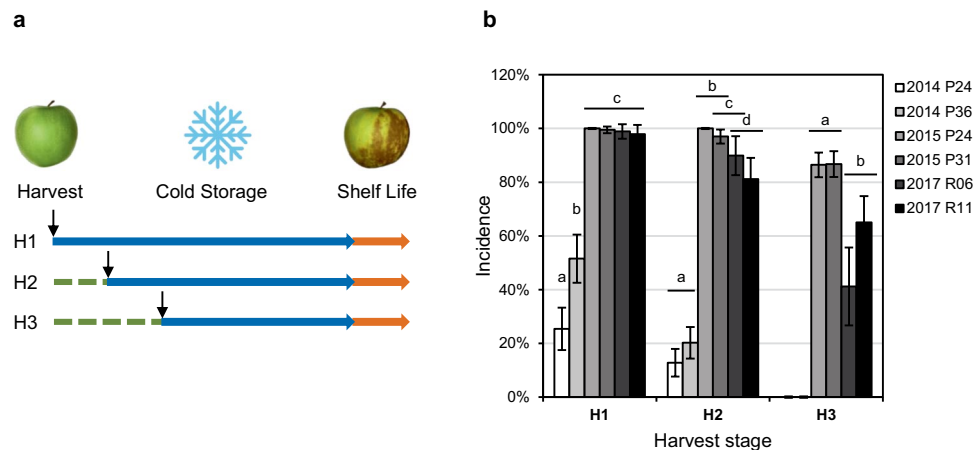 a
Harvest
Cold Storage
Shelf Life
H1
H2
H3
b
120%
100%
80%
60%
40%
20%
0%
Incidence
a
b
c
a
b
c
d
a
b
H1
H2
H3
Harvest stage
2014 P24
2014 P36
2015 P24
2015 P31
2017 R06
2017 R11